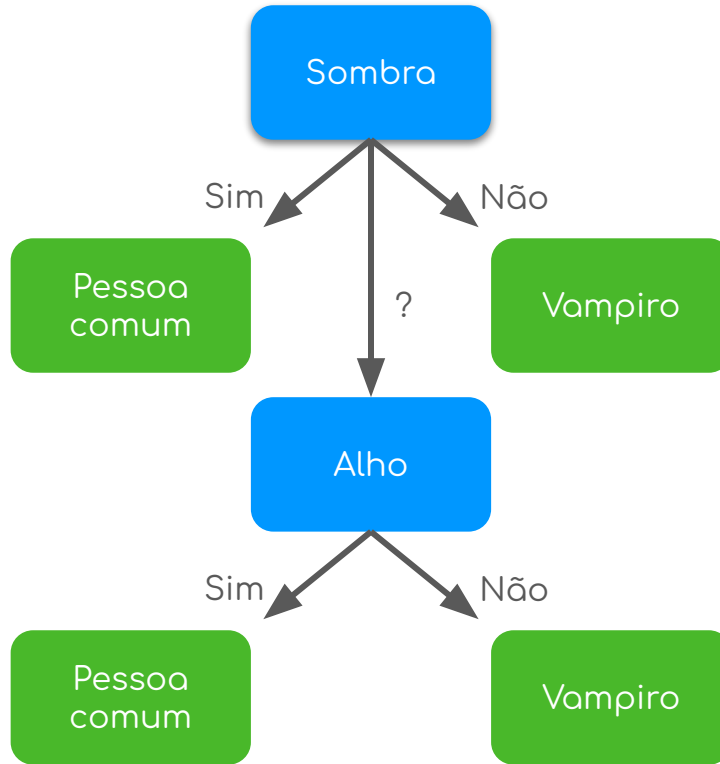 Sombra
Sim
Não
Pessoa
comum
?
Vampiro
Alho
Sim
Não
Pessoa
comum
Vampiro